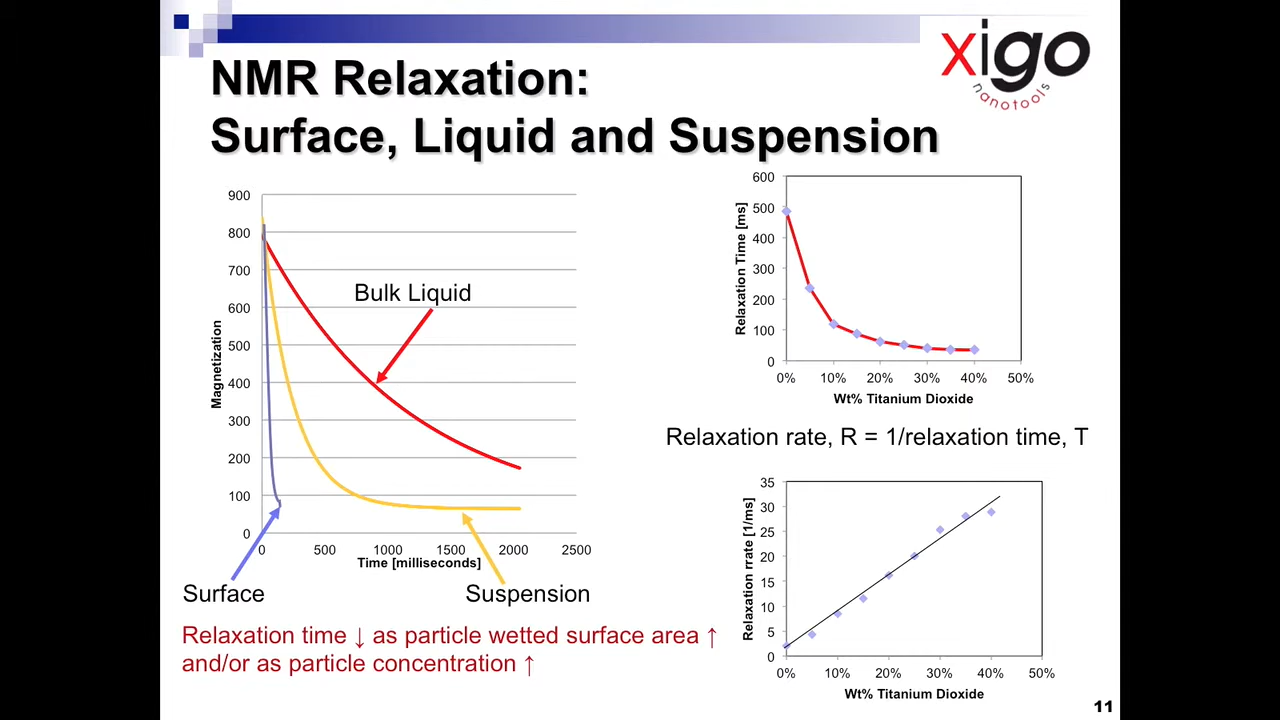 xigo
nanotools
NMR Relaxation:
Surface, Liquid and Suspension
900
800
700
600
500
400
300
200
100
0
Magnetization
0 500 1000 1500 2000 2500
Time [milliseconds]
Bulk Liquid
Surface
Suspension
Relaxation time ↓ as particle wetted surface area ↑
and/or as particle concentration ↑
600
500
400
300
200
100
0
Relaxation Time [ms]
0% 10% 20% 30% 40% 50%
Wt% Titanium Dioxide
Relaxation rate, R = 1/relaxation time, T
35
30
25
20
15
10
5
0
Relaxation rrate [1/ms]
0% 10% 20% 30% 40% 50%
Wt% Titanium Dioxide
11